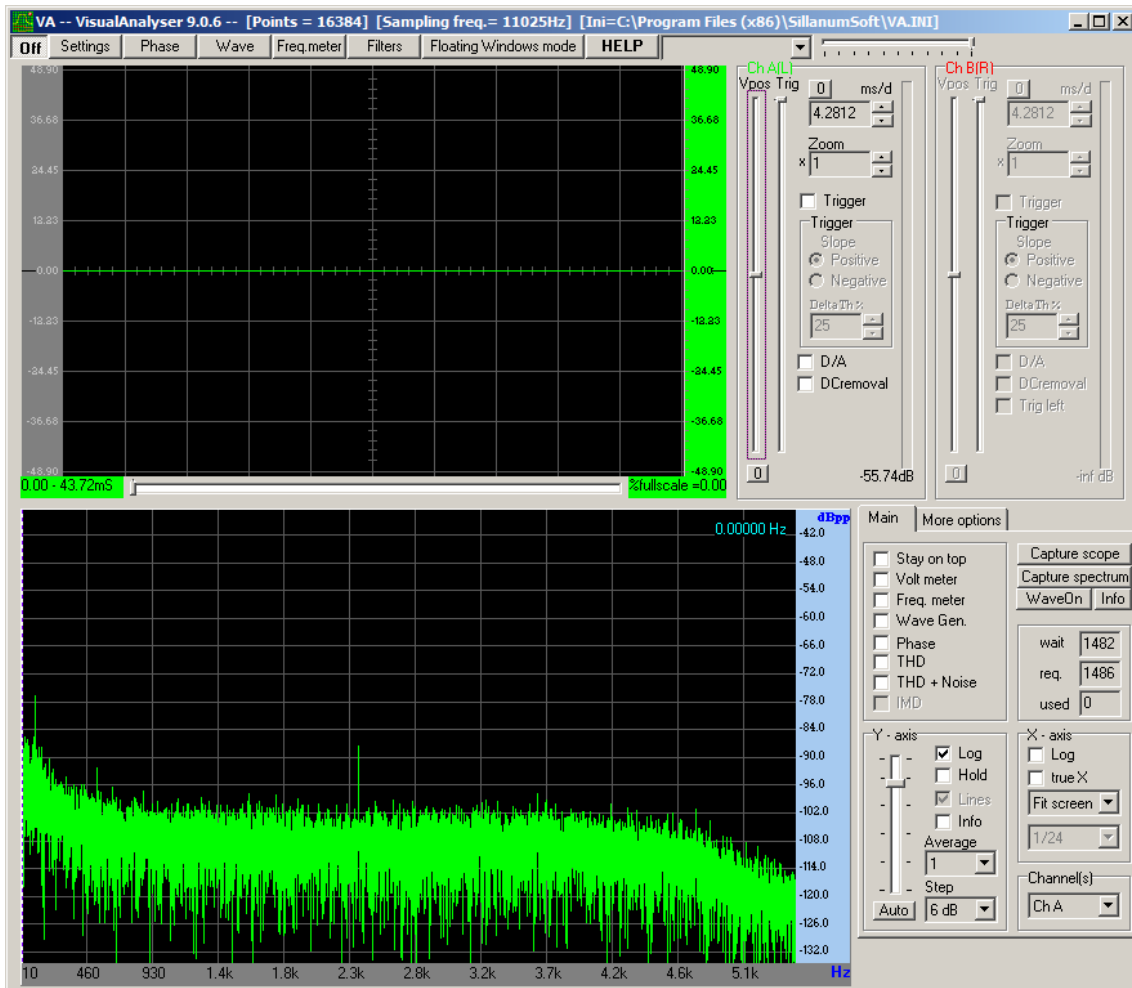 VA -- VisualAnalyser 9.0.6 -- [Points = 16384] [Sampling freq.= 11025Hz] [Ini=C:\Program Files (x86)\SillanumSoft\VA.INI]
Off Settings Phase Wave Freq.meter Filters Floating Windows mode HELP
48.90
36.68
24.45
12.23
0.00
-12.23
-24.45
-36.68
-48.90
48.90
36.68
24.45
12.23
0.00
-12.23
-24.45
-36.68
-48.90
0.00 - 43.72mS
%fullscale =0.00
Ch A(L)
Vpos Trig
0 ms/d
4.2812
Zoom
x 1
Trigger
Trigger
Slope
Positive
Negative
DeltaTh%
25
D/A
DCremoval
0
-55.74dB
Ch B(R)
Vpos Trig
0 ms/d
4.2812
Zoom
x 1
Trigger
Trigger
Slope
Positive
Negative
DeltaTh%
25
D/A
DCremoval
Trig left
0
-inf dB
0.00000 Hz
dBpp
-42.0
-48.0
-54.0
-60.0
-66.0
-72.0
-78.0
-84.0
-90.0
-96.0
-102.0
-108.0
-114.0
-120.0
-126.0
-132.0
10 460 930 1.4k 1.8k 2.3k 2.8k 3.2k 3.7k 4.2k 4.6k 5.1k Hz
Main More options
Stay on top
Volt meter
Freq. meter
Wave Gen.
Phase
THD
THD + Noise
IMD
Capture scope
Capture spectrum
WaveOn Info
wait 1482
req. 1486
used 0
Y - axis
Log
Hold
Lines
Info
Average
1
Step
Auto 6 dB
X - axis
Log
true X
Fit screen
1/24
Channel(s)
Ch A